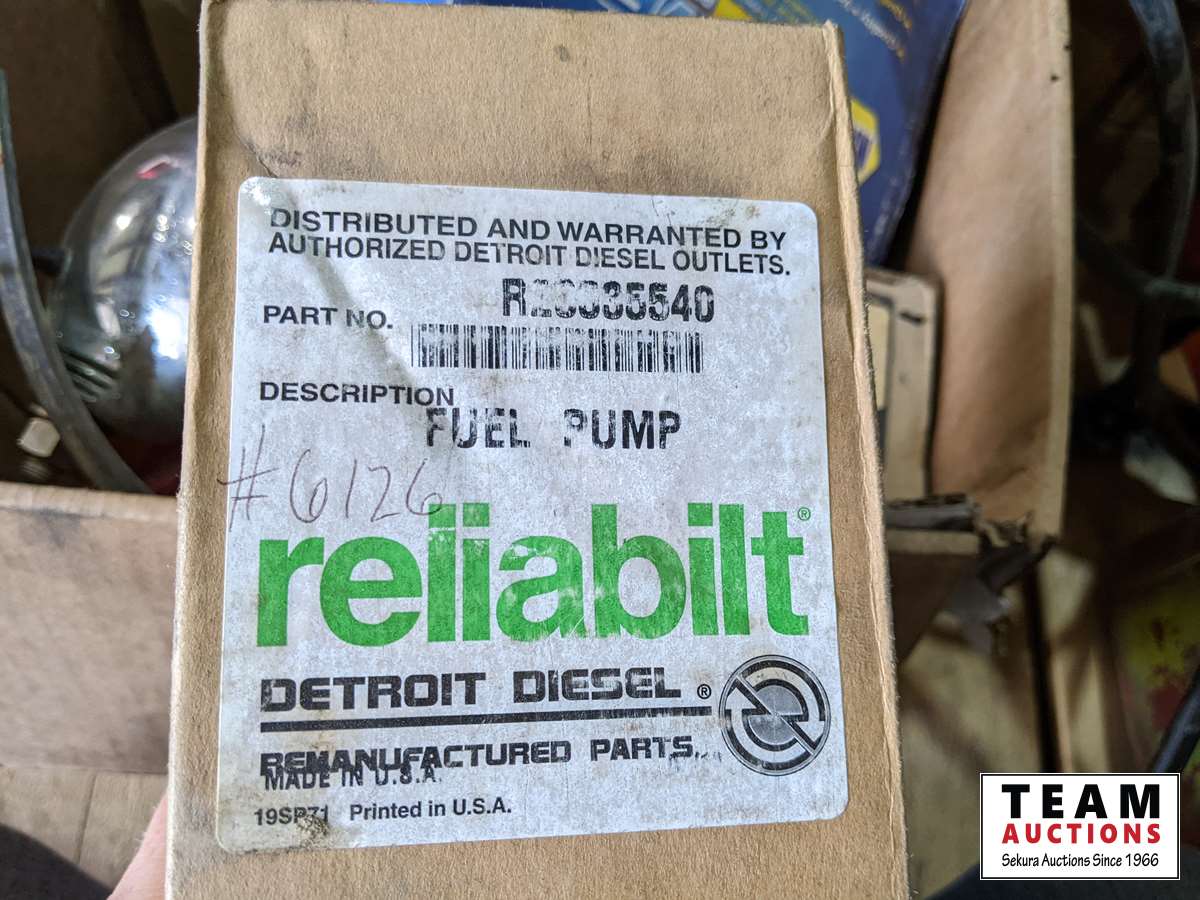 DISTRIBUTED AND WARRANTED BY
AUTHORIZED DETROIT DIESEL OUTLETS.
PART NO.
DESCRIPTION
FUEL PUMP
#6126
reliabilt®
DETROIT DIESEL®
REMANUFACTURED PARTS
MADE IN U.S.A.
19SP71 Printed in U.S.A.
TEAM
AUCTIONS
Sekura Auctions Since 1966